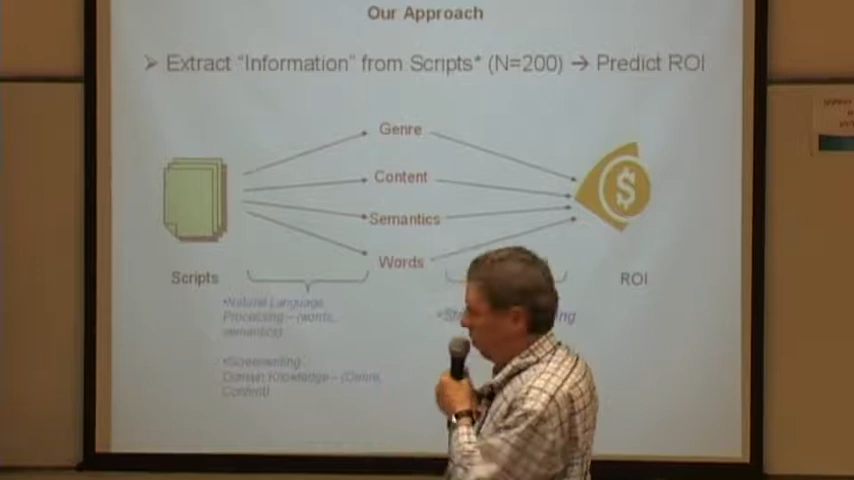 Our Approach
➢ Extract "Information" from Scripts* (N=200) → Predict ROI
Genre
Content
Semantics
Words
$
Scripts
ROI
•Natural Language
Processing – (words,
semantics)
•Screenwriting
Domain Knowledge – (Genre,
Content)